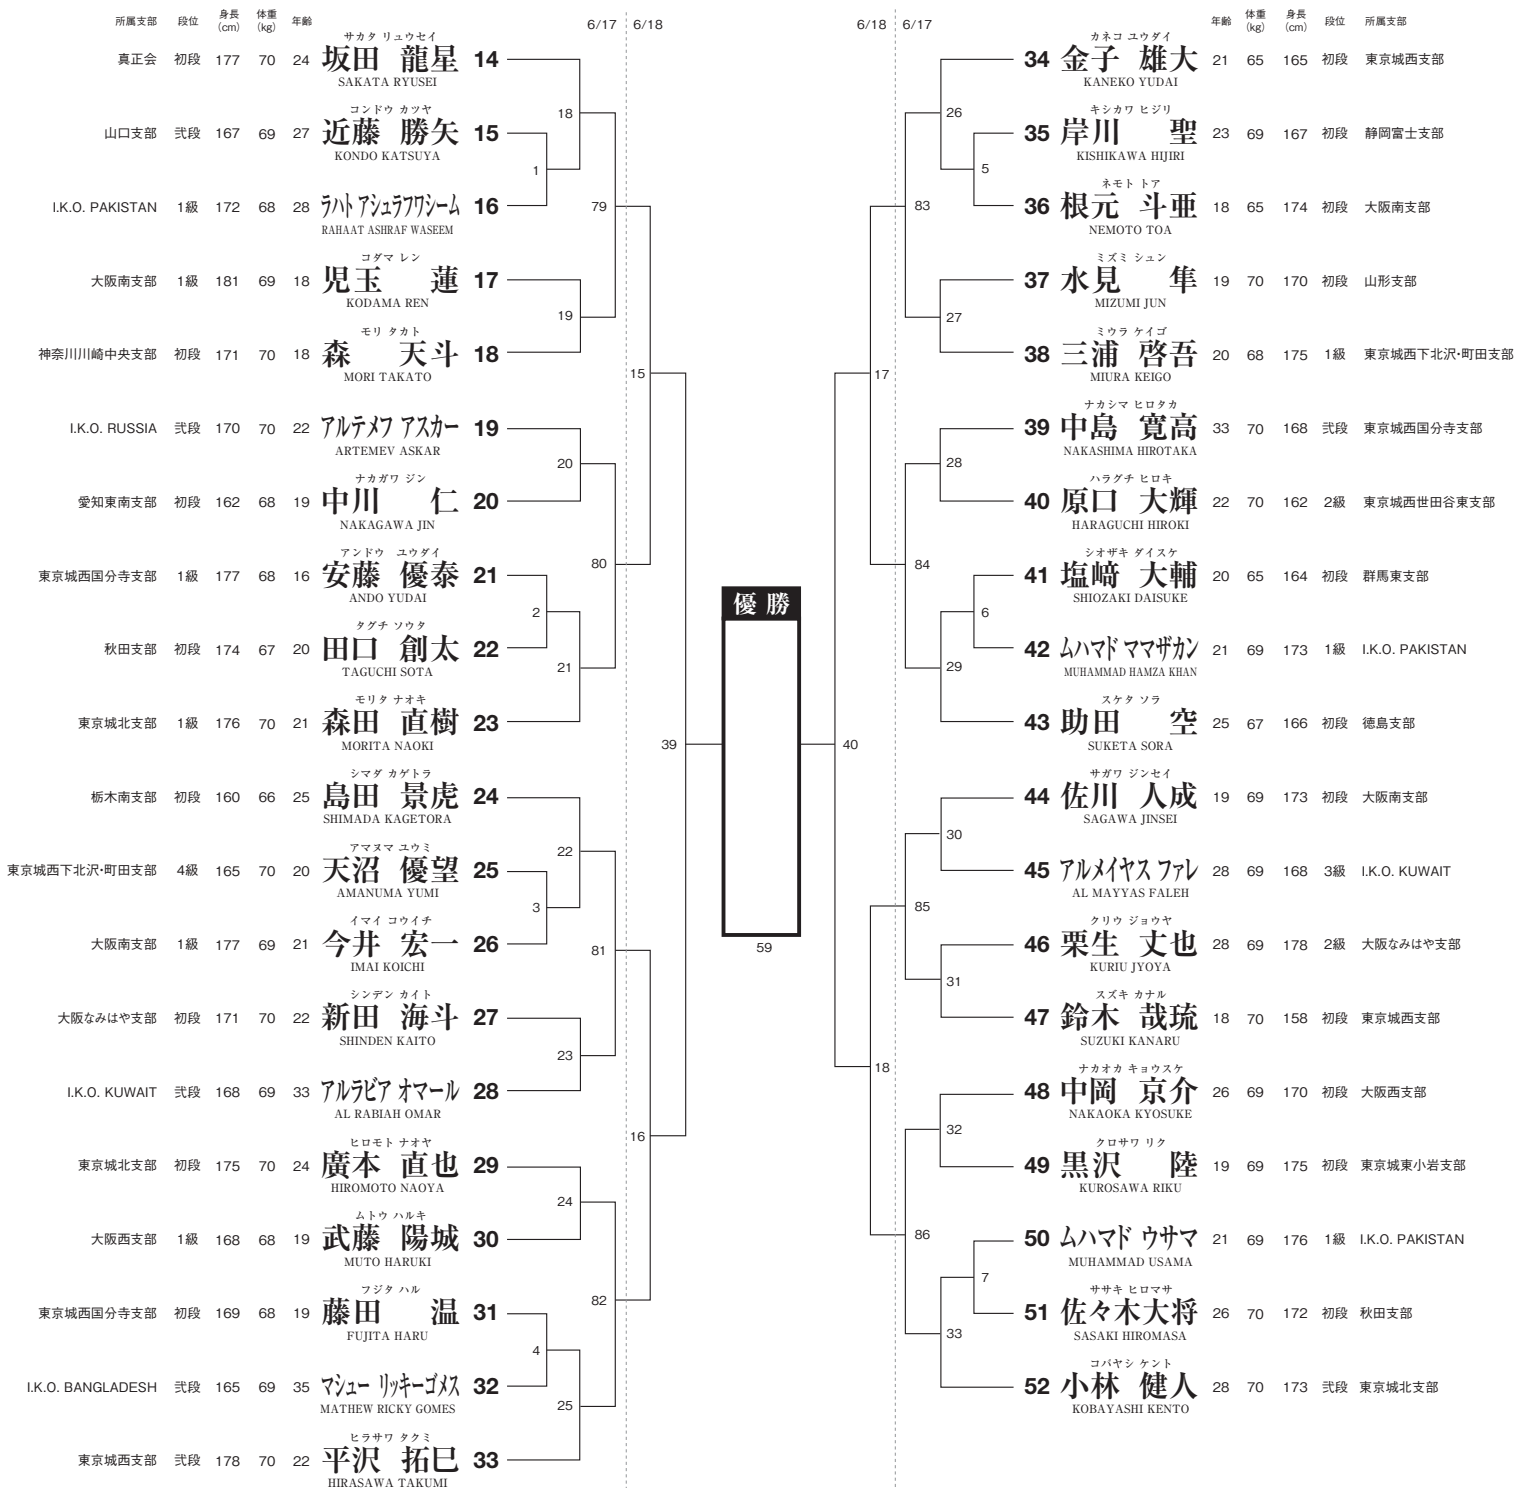 所属支部 段位 身長(cm) 体重(kg) 年齢 6/17 6/18
サカタ リュウセイ
真正会 初段 177 70 24 坂田 龍星 14
SAKATA RYUSEI
18
コンドウ カツヤ
山口支部 弐段 167 69 27 近藤 勝矢 15
KONDO KATSUYA
1
I.K.O. PAKISTAN 1級 172 68 28 ラハト アシュラフワシーム 16
RAHAAT ASHRAF WASEEM
79
コダマ レン
大阪南支部 1級 181 69 18 児玉 蓮 17
KODAMA REN
19
モリ タカト
神奈川川崎中央支部 初段 171 70 18 森 天斗 18
MORI TAKATO
15
I.K.O. RUSSIA 弐段 170 70 22 アルテメフ アスカー 19
ARTEMEV ASKAR
20
ナカガワ ジン
愛知東南支部 初段 162 68 19 中川 仁 20
NAKAGAWA JIN
80
アンドウ ユウダイ
東京城西国分寺支部 1級 177 68 16 安藤 優泰 21
ANDO YUDAI
2
タグチ ソウタ
秋田支部 初段 174 67 20 田口 創太 22
TAGUCHI SOTA
21
モリタ ナオキ
東京城北支部 1級 176 70 21 森田 直樹 23
MORITA NAOKI
39
シマダ カゲトラ
栃木南支部 初段 160 66 25 島田 景虎 24
SHIMADA KAGETORA
22
アマヌマ ユウミ
東京城西下北沢・町田支部 4級 165 70 20 天沼 優望 25
AMANUMA YUMI
3
イマイ コウイチ
大阪南支部 1級 177 69 21 今井 宏一 26
IMAI KOICHI
81
シンデン カイト
大阪なみはや支部 初段 171 70 22 新田 海斗 27
SHINDEN KAITO
23
I.K.O. KUWAIT 弐段 168 69 33 アルラビア オマール 28
AL RABIAH OMAR
16
ヒロモト ナオヤ
東京城北支部 初段 175 70 24 廣本 直也 29
HIROMOTO NAOYA
24
ムトウ ハルキ
大阪西支部 1級 168 68 19 武藤 陽城 30
MUTO HARUKI
82
フジタ ハル
東京城西国分寺支部 初段 169 68 19 藤田 温 31
FUJITA HARU
4
I.K.O. BANGLADESH 弐段 165 69 35 マシュー リッキーゴメス 32
MATHEW RICKY GOMES
25
ヒラサワ タクミ
東京城西支部 弐段 178 70 22 平沢 拓巳 33
HIRASAWA TAKUMI
優勝
59
6/18 6/17 年齢 体重(kg) 身長(cm) 段位 所属支部
カネコ ユウダイ
34 金子 雄大 21 65 165 初段 東京城西支部
KANEKO YUDAI
26
キシカワ ヒジリ
35 岸川 聖 23 69 167 初段 静岡富士支部
KISHIKAWA HIJIRI
5
ネモト トア
36 根元 斗亜 18 65 174 初段 大阪南支部
NEMOTO TOA
83
ミズミ シュン
37 水見 隼 19 70 170 初段 山形支部
MIZUMI JUN
27
ミウラ ケイゴ
38 三浦 啓吾 20 68 175 1級 東京城西下北沢・町田支部
MIURA KEIGO
17
ナカシマ ヒロタカ
39 中島 寛高 33 70 168 弐段 東京城西国分寺支部
NAKASHIMA HIROTAKA
28
ハラグチ ヒロキ
40 原口 大輝 22 70 162 2級 東京城西世田谷東支部
HARAGUCHI HIROKI
84
シオザキ ダイスケ
41 塩﨑 大輔 20 65 164 初段 群馬東支部
SHIOZAKI DAISUKE
6
42 ムハマド ママザカン 21 69 173 1級 I.K.O. PAKISTAN
MUHAMMAD HAMZA KHAN
29
スケタ ソラ
43 助田 空 25 67 166 初段 徳島支部
SUKETA SORA
40
サガワ ジンセイ
44 佐川 人成 19 69 173 初段 大阪南支部
SAGAWA JINSEI
30
45 アルメイヤス ファレ 28 69 168 3級 I.K.O. KUWAIT
AL MAYYAS FALEH
85
クリウ ジョウヤ
46 栗生 丈也 28 69 178 2級 大阪なみはや支部
KURIU JYOYA
31
スズキ カナル
47 鈴木 哉琉 18 70 158 初段 東京城西支部
SUZUKI KANARU
18
ナカオカ キョウスケ
48 中岡 京介 26 69 170 初段 大阪西支部
NAKAOKA KYOSUKE
32
クロサワ リク
49 黒沢 陸 19 69 175 初段 東京城東小岩支部
KUROSAWA RIKU
86
50 ムハマド ウサマ 21 69 176 1級 I.K.O. PAKISTAN
MUHAMMAD USAMA
7
ササキ ヒロマサ
51 佐々木大将 26 70 172 初段 秋田支部
SASAKI HIROMASA
33
コバヤシ ケント
52 小林 健人 28 70 173 弐段 東京城北支部
KOBAYASHI KENTO